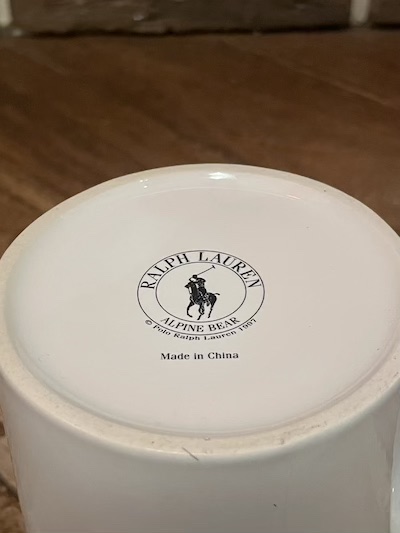 RALPH LAUREN
ALPINE BEAR
© Polo Ralph Lauren 1997
Made in China